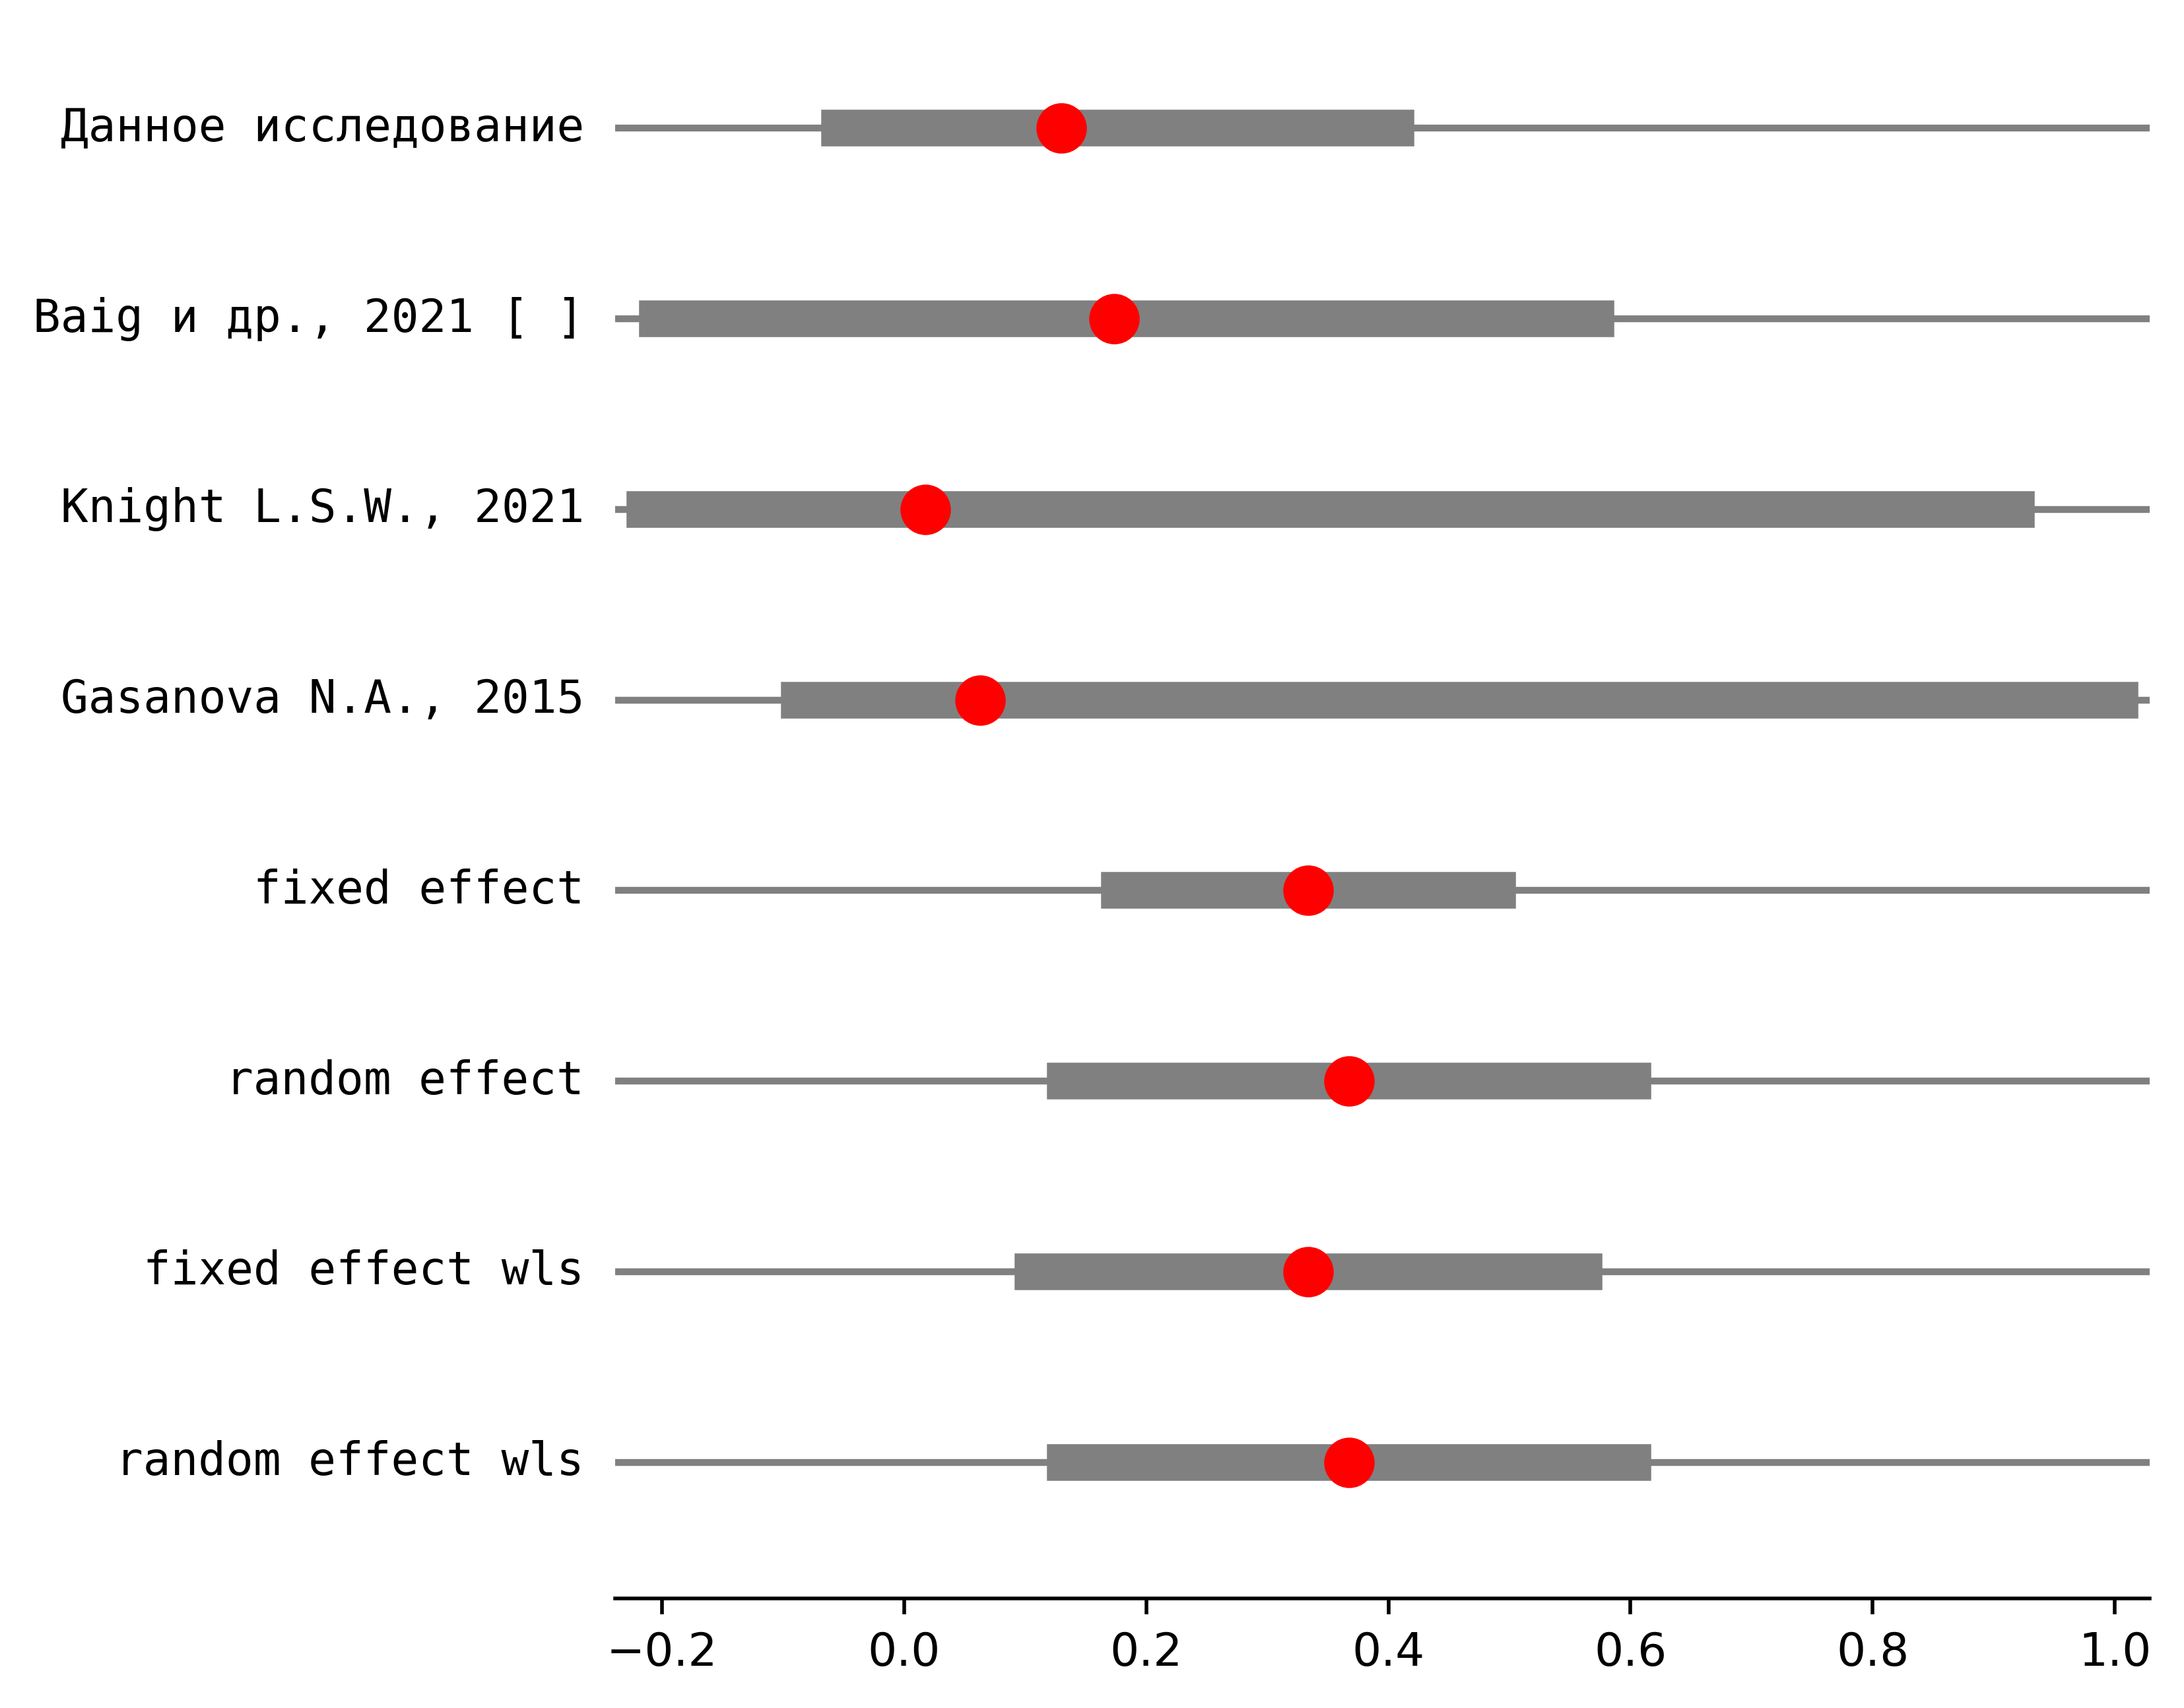 Данное исследование
Baig и др., 2021 [ ]
Knight L.S.W., 2021
Gasanova N.A., 2015
fixed effect
random effect
fixed effect wls
random effect wls
−0.2 0.0 0.2 0.4 0.6 0.8 1.0